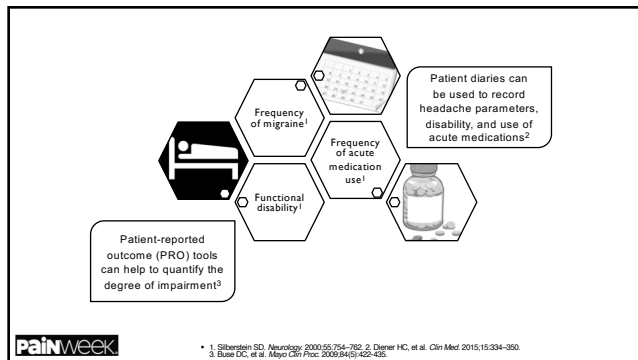 Frequency
of migraine1
Frequency
of acute
medication
use1
Functional
disability1
Patient diaries can
be used to record
headache parameters,
disability, and use of
acute medications2
Patient-reported
outcome (PRO) tools
can help to quantify the
degree of impairment3
PAINWEEK.
• 1. Silberstein SD. Neurology. 2000;55:754–762. 2. Diener HC, et al. Clin Med. 2015;15:334–350.
3. Buse DC, et al. Mayo Clin Proc. 2009;84(5):422-435.